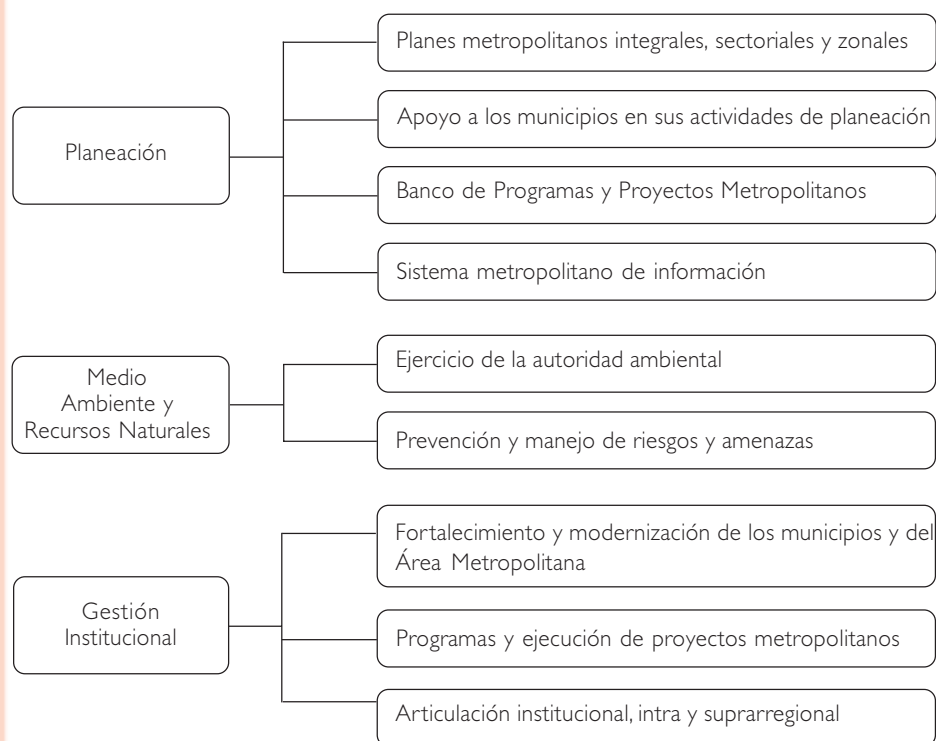 Planeación
Planes metropolitanos integrales, sectoriales y zonales
Apoyo a los municipios en sus actividades de planeación
Banco de Programas y Proyectos Metropolitanos
Sistema metropolitano de información
Medio
Ambiente y
Recursos Naturales
Ejercicio de la autoridad ambiental
Prevención y manejo de riesgos y amenazas
Gestión
Institucional
Fortalecimiento y modernización de los municipios y del
Área Metropolitana
Programas y ejecución de proyectos metropolitanos
Articulación institucional, intra y suprarregional